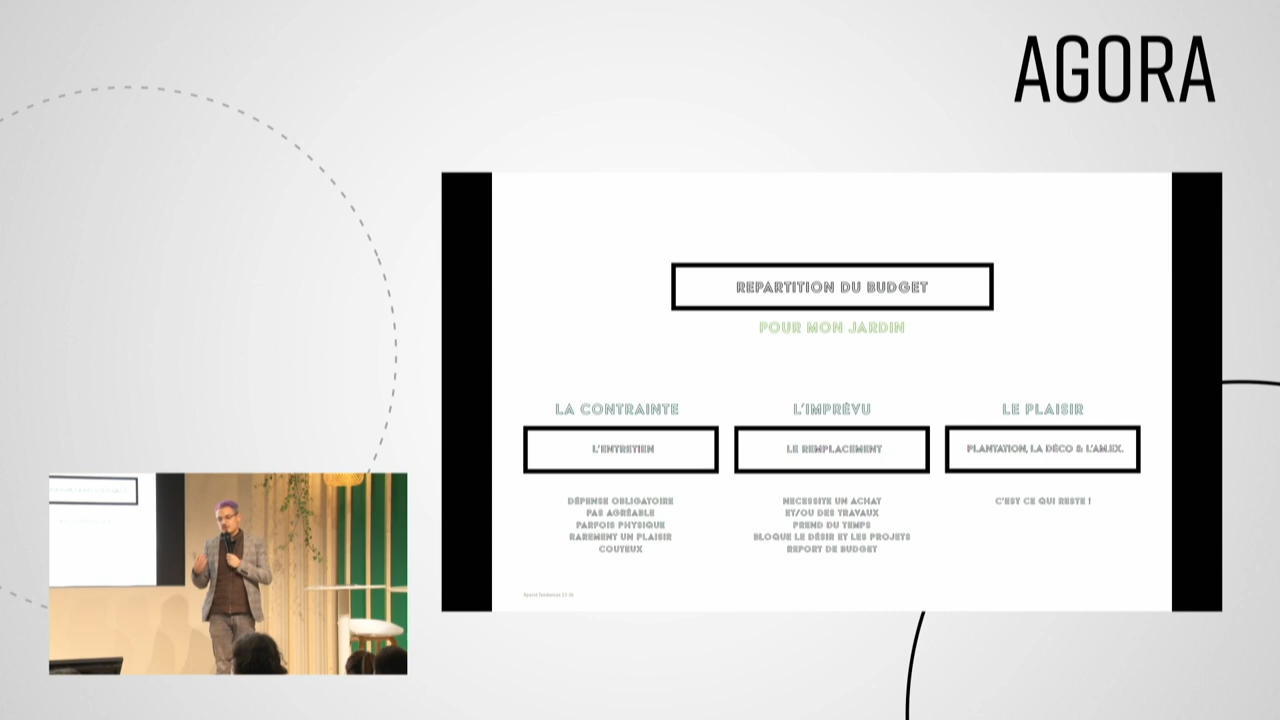 AGORA
REPARTITION DU BUDGET
POUR MON JARDIN
LA CONTRAINTE
L'ENTRETIEN
DÉPENSE OBLIGATOIRE
PAS AGRÉABLE
PARFOIS PHYSIQUE
RAREMENT UN PLAISIR
COUTEUX
L'IMPRÉVU
LE REMPLACEMENT
NECESSITE UN ACHAT
ET/OU DES TRAVAUX
PREND DU TEMPS
BLOQUE LE DÉSIR ET LES PROJETS
REPORT DE BUDGET
LE PLAISIR
PLANTATION, LA DÉCO & L'AM.EX.
C'EST CE QUI RESTE !